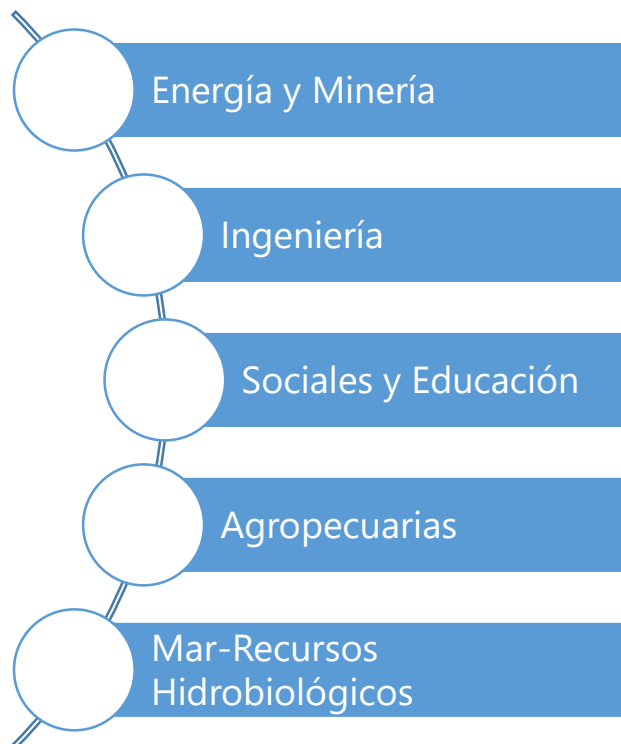 Energía y Minería
Ingeniería
Sociales y Educación
Agropecuarias
Mar-Recursos
Hidrobiológicos